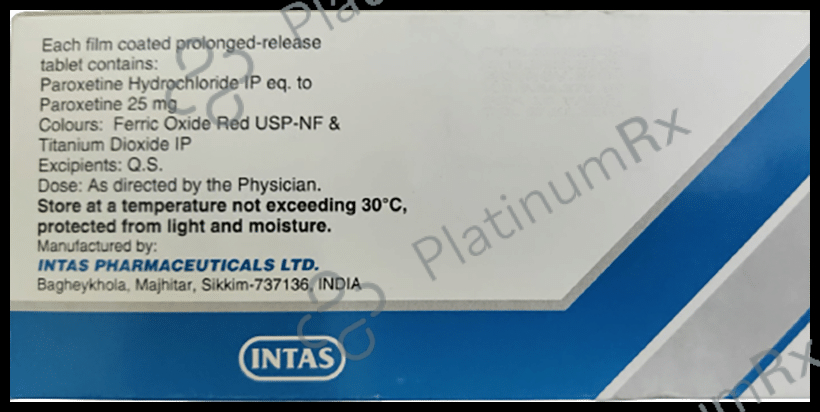 Each film coated prolonged-release
tablet contains:
Paroxetine Hydrochloride IP eq. to
Paroxetine 25 mg
Colours: Ferric Oxide Red USP-NF &
Titanium Dioxide IP
Excipients: Q.S.
Dose: As directed by the Physician.
Store at a temperature not exceeding 30°C,
protected from light and moisture.
Manufactured by:
INTAS PHARMACEUTICALS LTD.
Bagheykhola, Majhitar, Sikkim-737136, INDIA
INTAS
PlatinumRx
PlatinumRx
PlatinumRx